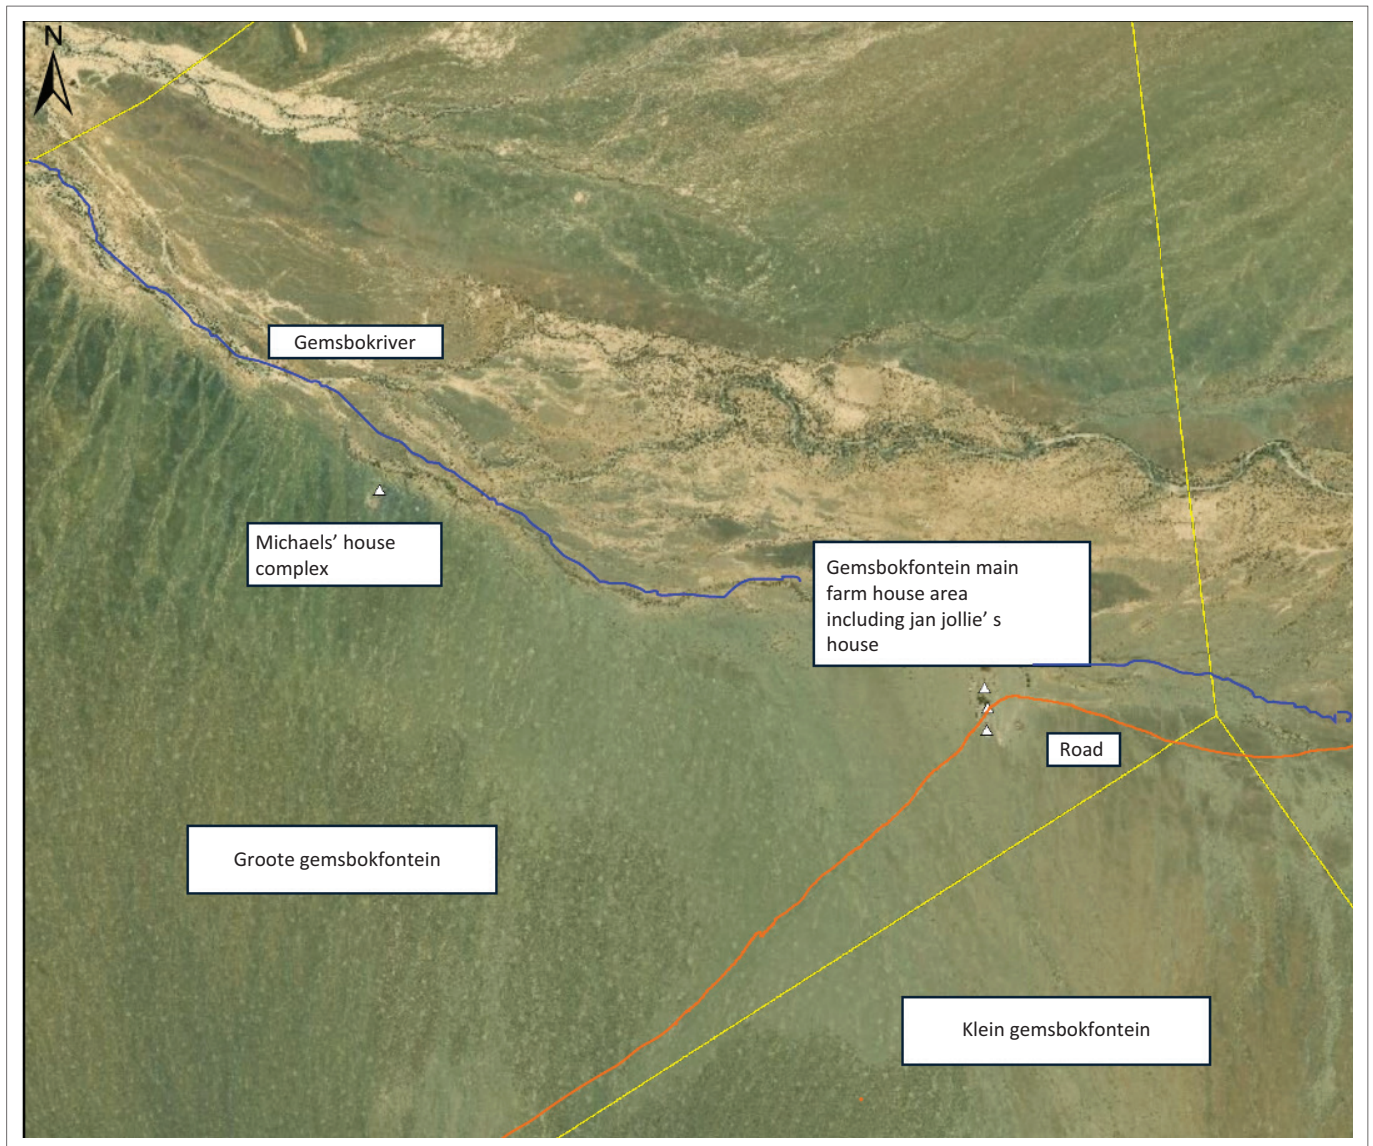 N
Gemsbokriver
Michaels’ house
complex
Gemsbokfontein main
farm house area
including jan jollie’ s
house
Road
Groote gemsbokfontein
Klein gemsbokfontein